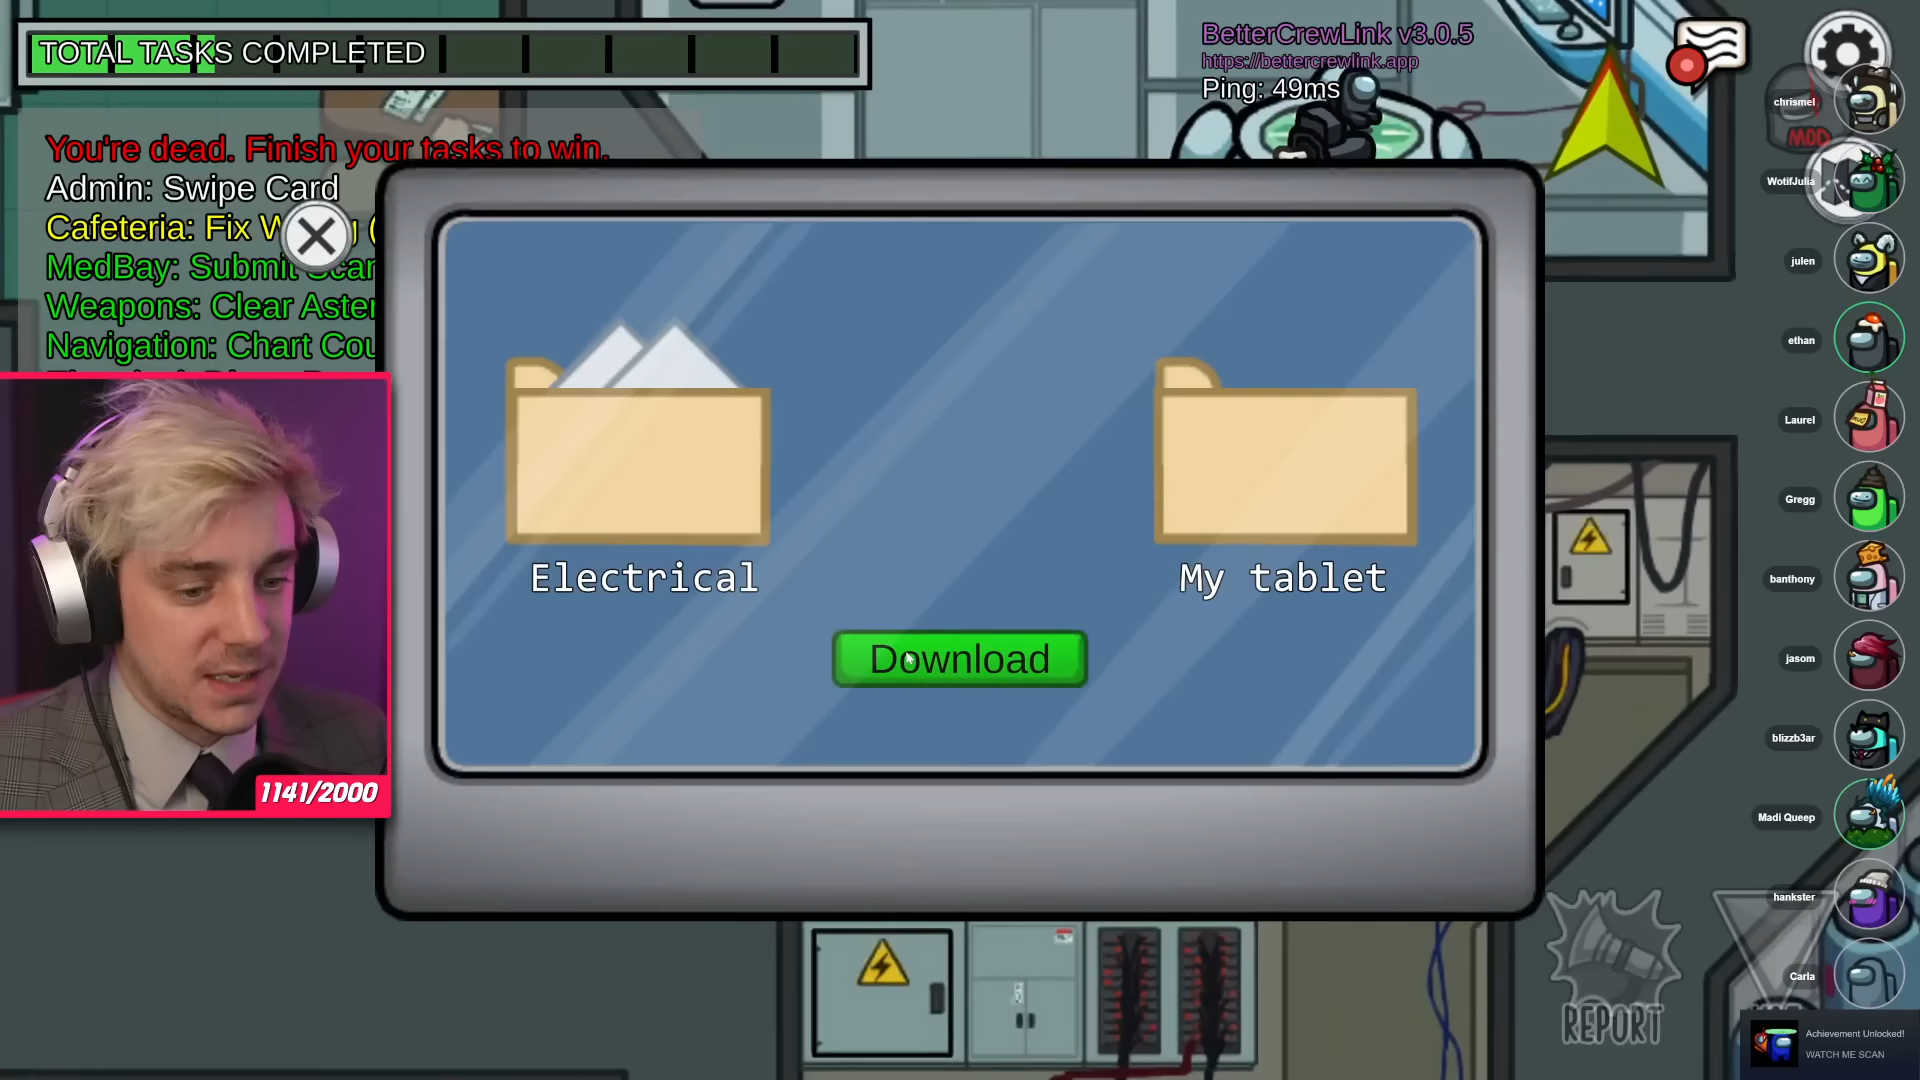 TOTAL TASKS COMPLETED
BetterCrewLink v3.0.5
https://bettercrewlink.app
Ping: 49ms
You're dead. Finish your tasks to win.
Admin: Swipe Card
Cafeteria: Fix
MedBay: Submit
Weapons: Clear
Navigation: Chart
Electrical
My tablet
Download
1141/2000
chrismel
MOD
WotifJulia
julen
ethan
Laurel
Gregg
banthony
jasom
blizzb3ar
Madi Queep
hankster
Carla
REPORT
Achievement Unlocked!
WATCH ME SCAN